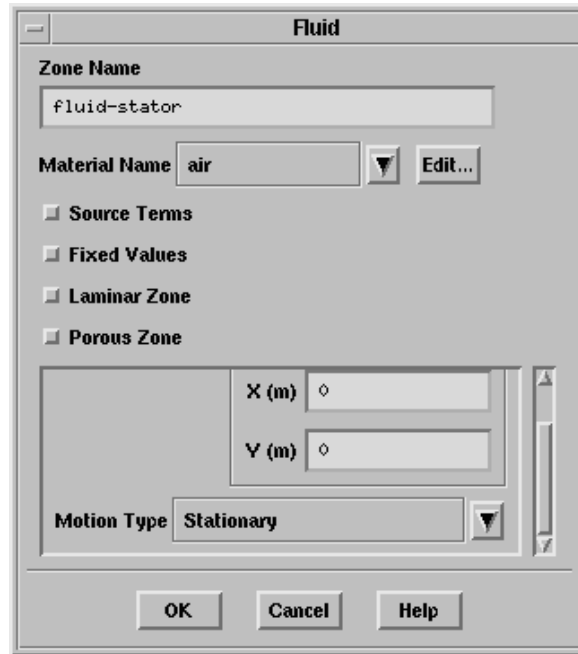 Fluid
Zone Name
fluid-stator
Material Name air Edit...
Source Terms
Fixed Values
Laminar Zone
Porous Zone
X (m) 0
Y (m) 0
Motion Type Stationary
OK Cancel Help